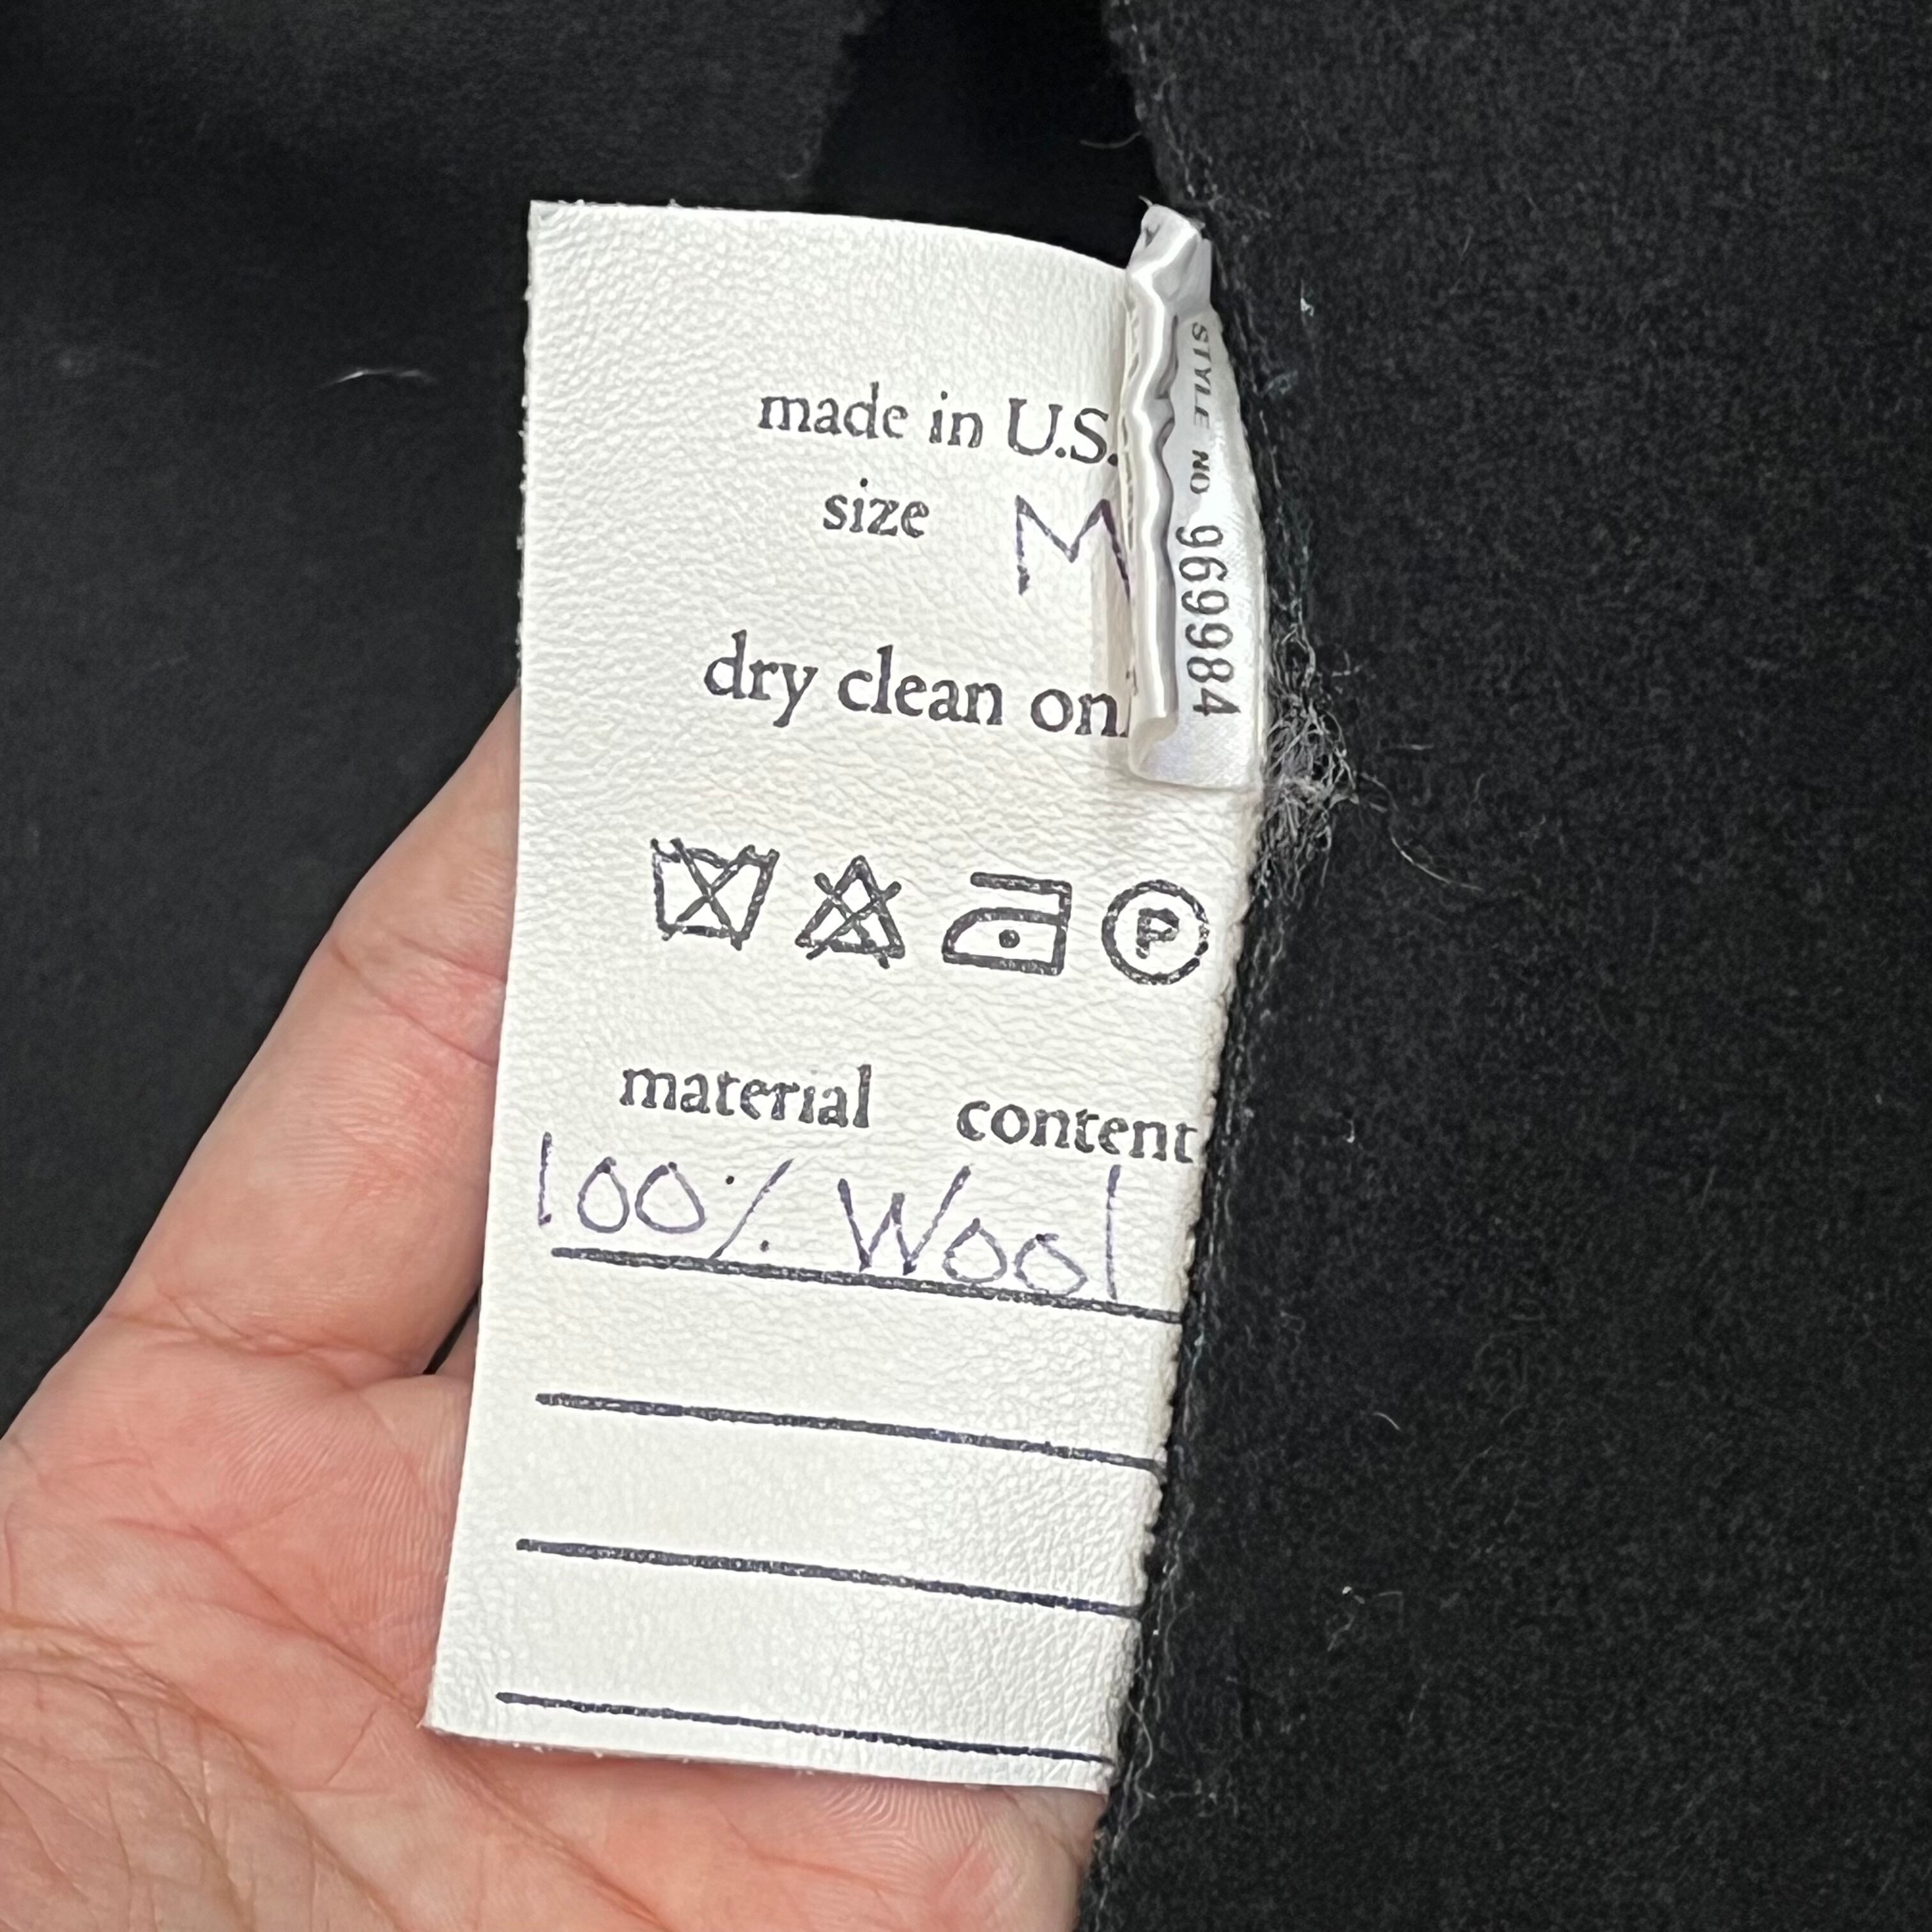 made in U.S.
size M
dry clean on
P
material content
100% Wool
STYLE NO 9699984